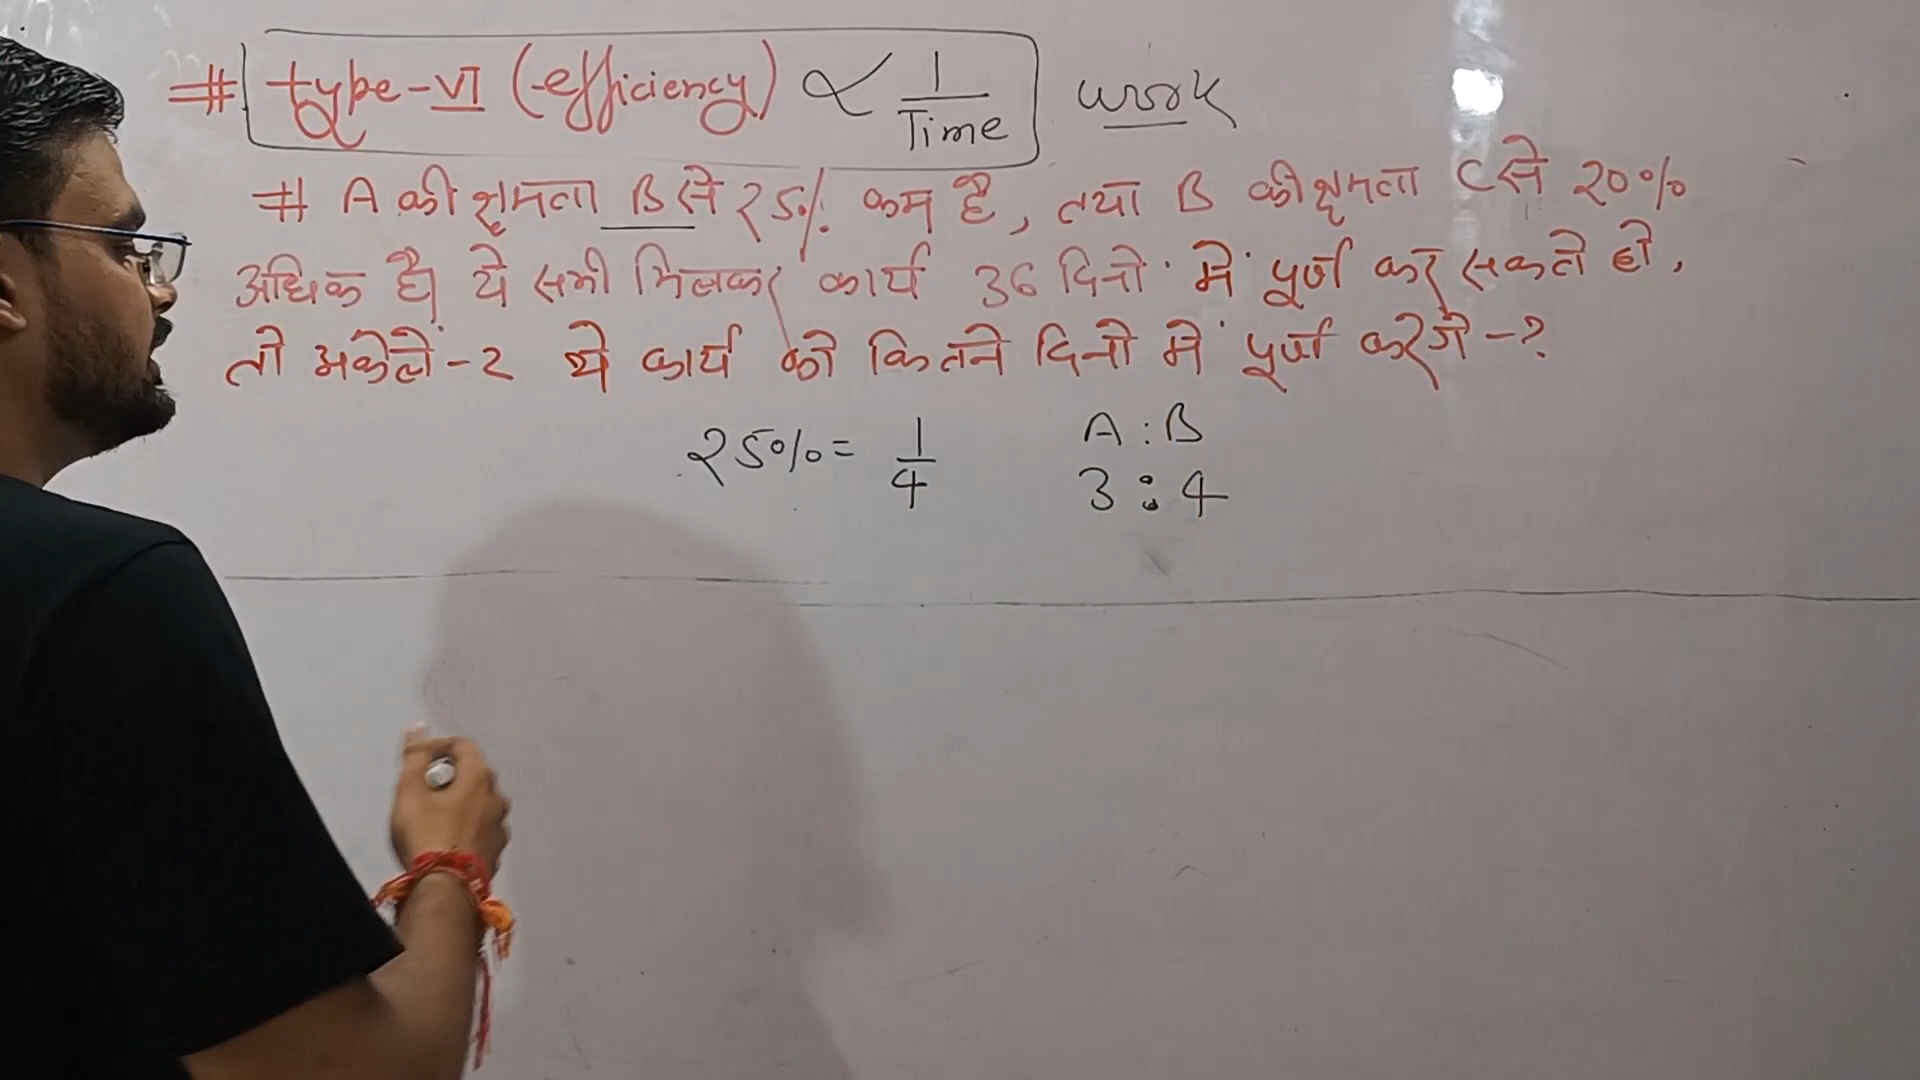 # type-VI (efficiency) ∝ 1/Time work
# A की क्षमता B से 25% कम है, तथा B की क्षमता C से 20%
अधिक है। ये सभी मिलकर कार्य 36 दिनों में पूर्ण कर सकते हो,
तो अकेले-2 ये कार्य को कितने दिनों में पूर्ण करेगें -?
25% = 1/4 A : B
3 : 4